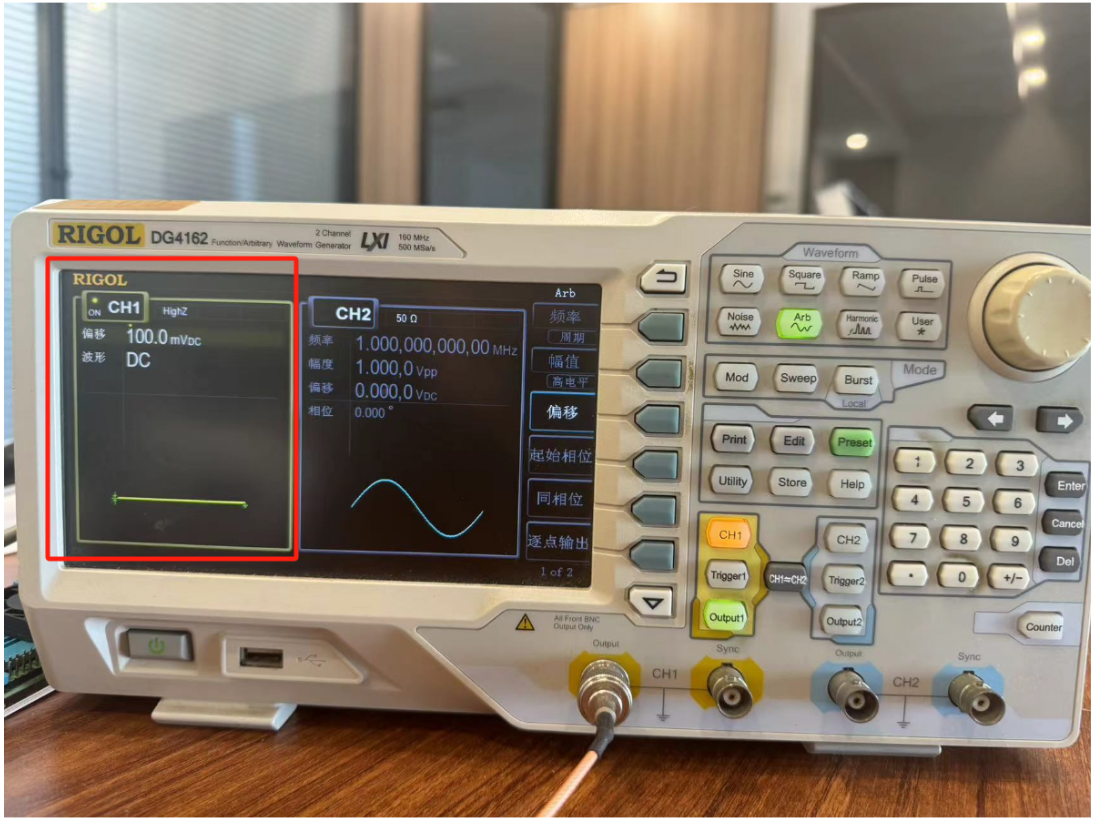 RIGOL DG4162 Function/Arbitrary Waveform Generator 2 Channel LXI 160 MHz 500 MSa/s
RIGOL
ON CH1 HighZ
偏移 100.0 mVDC
波形 DC
CH2 50 Ω
频率 1.000,000,000,00 MHz
幅度 1.000,0 Vpp
偏移 0.000,0 VDC
相位 0.000 °
Arb
频率
周期
幅值
高电平
偏移
起始相位
同相位
逐点输出
1 of 2
Waveform
Sine Square Ramp Pulse
Noise Arb Harmonic User
Mod Sweep Burst Mode
Local
Print Edit Preset
Utility Store Help
CH1 CH2
Trigger1 CH1⇌CH2 Trigger2
Output1 Output2
1 2 3 Enter
4 5 6 Cancel
7 8 9 Del
. 0 +/-
Counter
All Front BNC
Output Only
Output CH1 Sync Output CH2 Sync